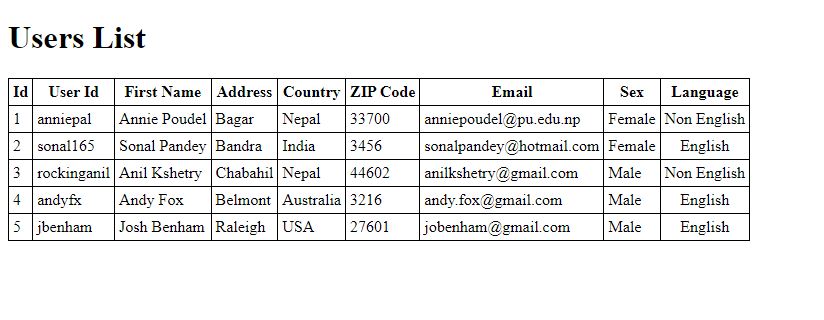 Users List
Id User Id First Name Address Country ZIP Code Email Sex Language
1 anniepal Annie Poudel Bagar Nepal 33700 anniepoudel@pu.edu.np Female Non English
2 sonal165 Sonal Pandey Bandra India 3456 sonalpandey@hotmail.com Female English
3 rockinganil Anil Kshetry Chabahil Nepal 44602 anilkshetry@gmail.com Male Non English
4 andyfx Andy Fox Belmont Australia 3216 andy.fox@gmail.com Male English
5 jbenham Josh Benham Raleigh USA 27601 jobenham@gmail.com Male English